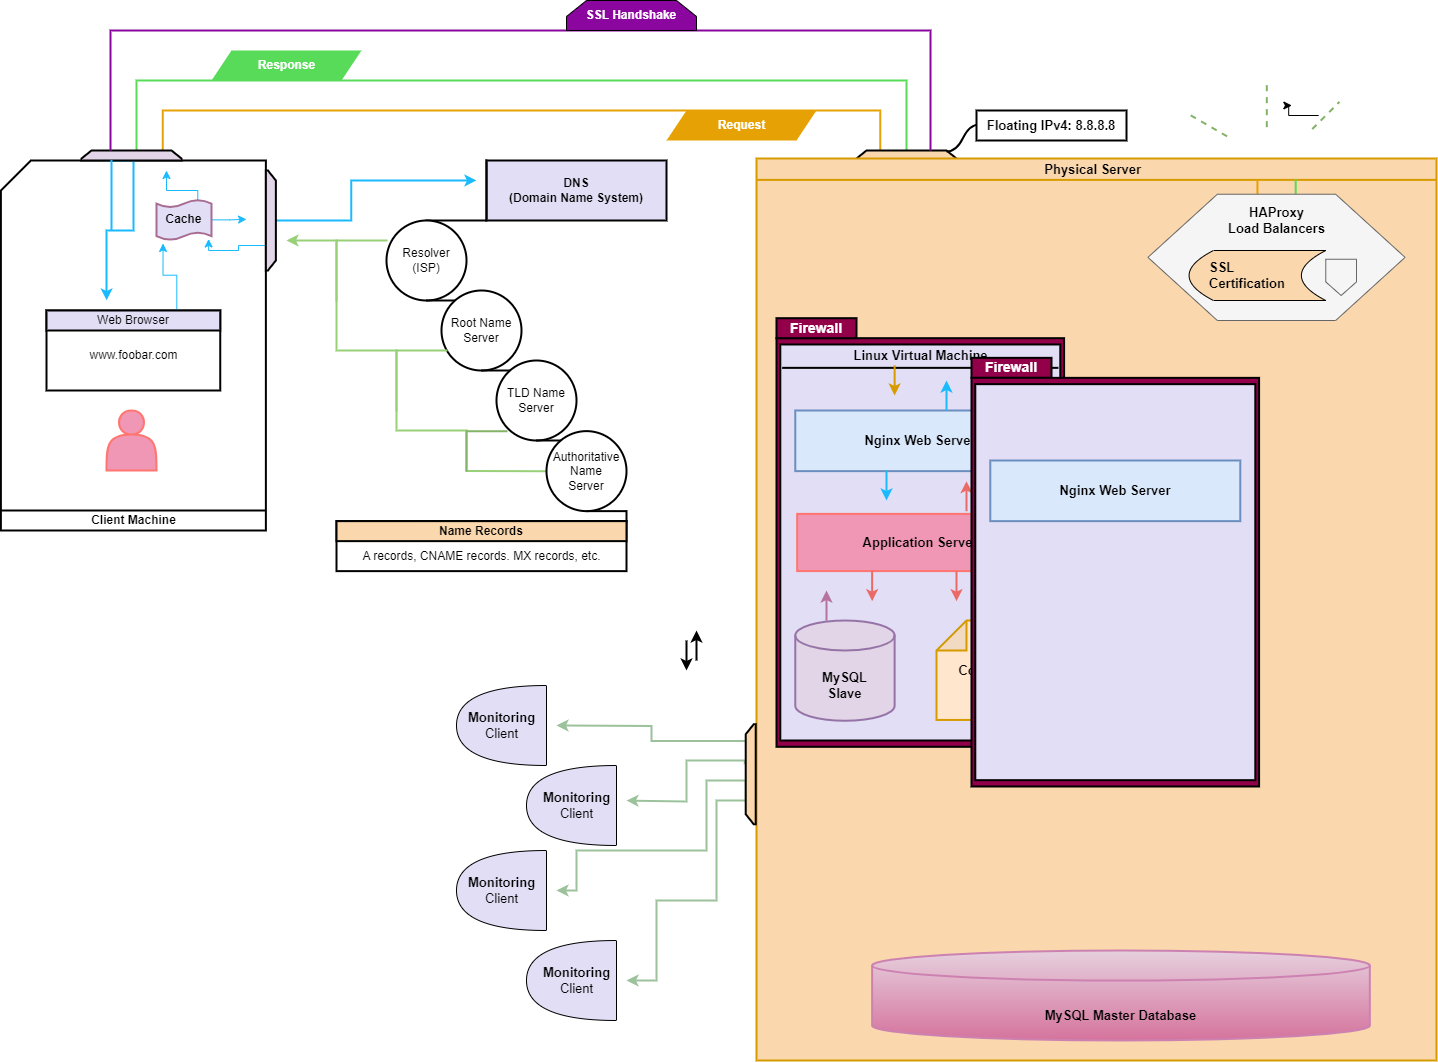 SSL Handshake
Response
Request
Floating IPv4: 8.8.8.8
Physical Server
DNS
(Domain Name System)
Cache
HAProxy
Load Balancers
SSL
Certification
Resolver
(ISP)
Root Name
Server
TLD Name
Server
Authoritative
Name
Server
Web Browser
www.foobar.com
Client Machine
Name Records
A records, CNAME records. MX records, etc.
Firewall
Linux Virtual Machine
Firewall
Nginx Web Serve
Nginx Web Server
Application Serve
MySQL
Slave
Co
Monitoring
Client
Monitoring
Client
Monitoring
Client
Monitoring
Client
MySQL Master Database